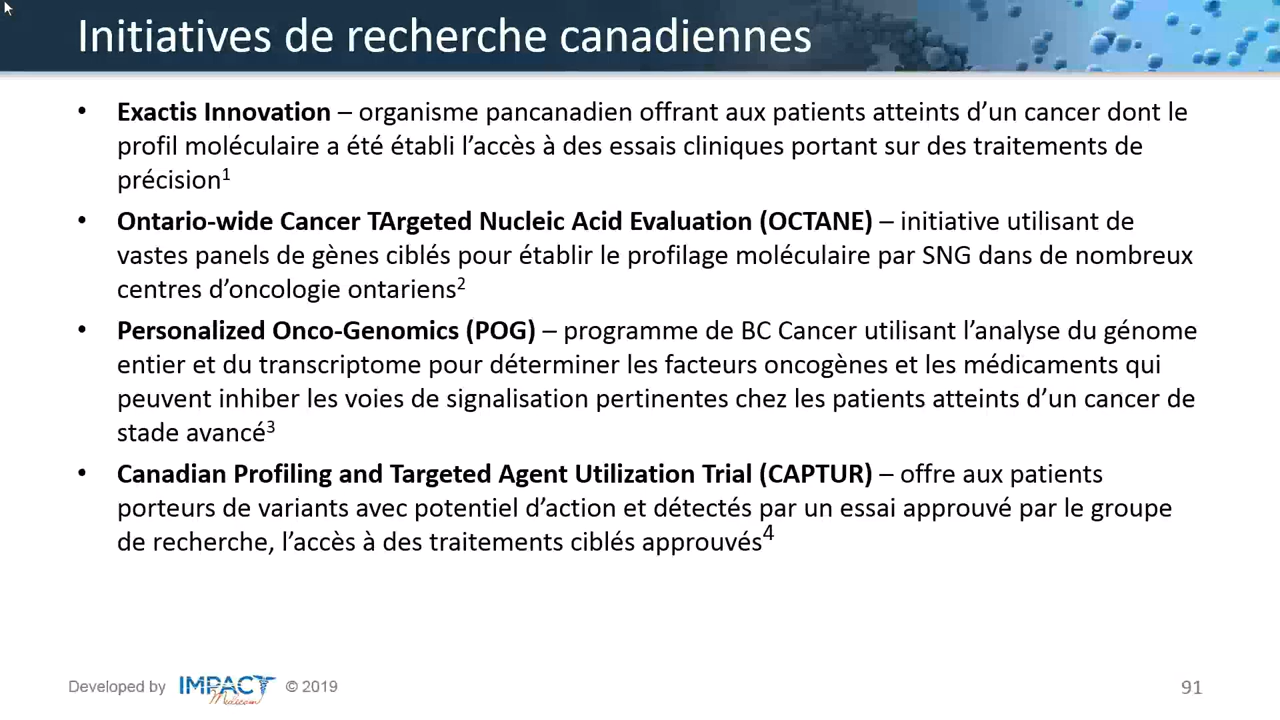 Initiatives de recherche canadiennes
• Exactis Innovation – organisme pancanadien offrant aux patients atteints d’un cancer dont le
profil moléculaire a été établi l’accès à des essais cliniques portant sur des traitements de
précision¹
• Ontario-wide Cancer TArgeted Nucleic Acid Evaluation (OCTANE) – initiative utilisant de
vastes panels de gènes ciblés pour établir le profilage moléculaire par SNG dans de nombreux
centres d’oncologie ontariens²
• Personalized Onco-Genomics (POG) – programme de BC Cancer utilisant l’analyse du génome
entier et du transcriptome pour déterminer les facteurs oncogènes et les médicaments qui
peuvent inhiber les voies de signalisation pertinentes chez les patients atteints d’un cancer de
stade avancé³
• Canadian Profiling and Targeted Agent Utilization Trial (CAPTUR) – offre aux patients
porteurs de variants avec potentiel d’action et détectés par un essai approuvé par le groupe
de recherche, l’accès à des traitements ciblés approuvés⁴
Developed by IMPACT Medicom © 2019
91